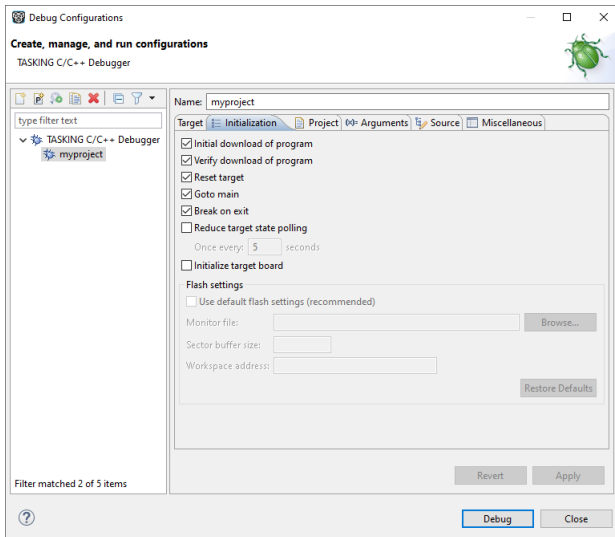 Debug Configurations
Create, manage, and run configurations
TASKING C/C++ Debugger
type filter text
TASKING C/C++ Debugger
myproject
Filter matched 2 of 5 items
Name: myproject
Target Initialization Project (x)= Arguments Source Miscellaneous
Initial download of program
Verify download of program
Reset target
Goto main
Break on exit
Reduce target state polling
Once every: 5 seconds
Initialize target board
Flash settings
Use default flash settings (recommended)
Monitor file: Browse...
Sector buffer size:
Workspace address:
Restore Defaults
Revert Apply
? Debug Close